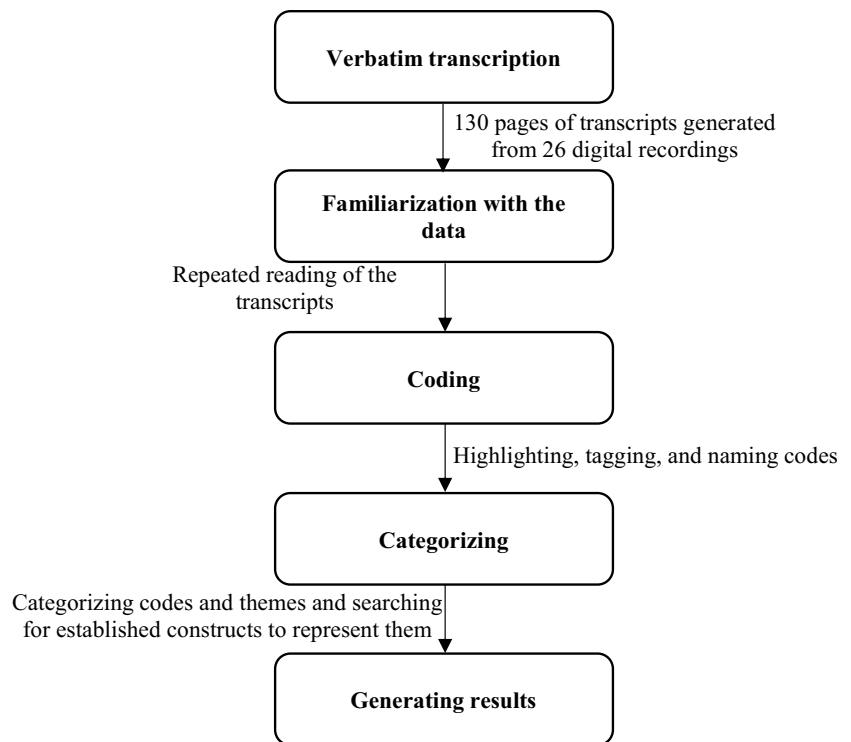 Verbatim transcription
130 pages of transcripts generated
from 26 digital recordings
Familiarization with the
data
Repeated reading of the
transcripts
Coding
Highlighting, tagging, and naming codes
Categorizing
Categorizing codes and themes and searching
for established constructs to represent them
Generating results